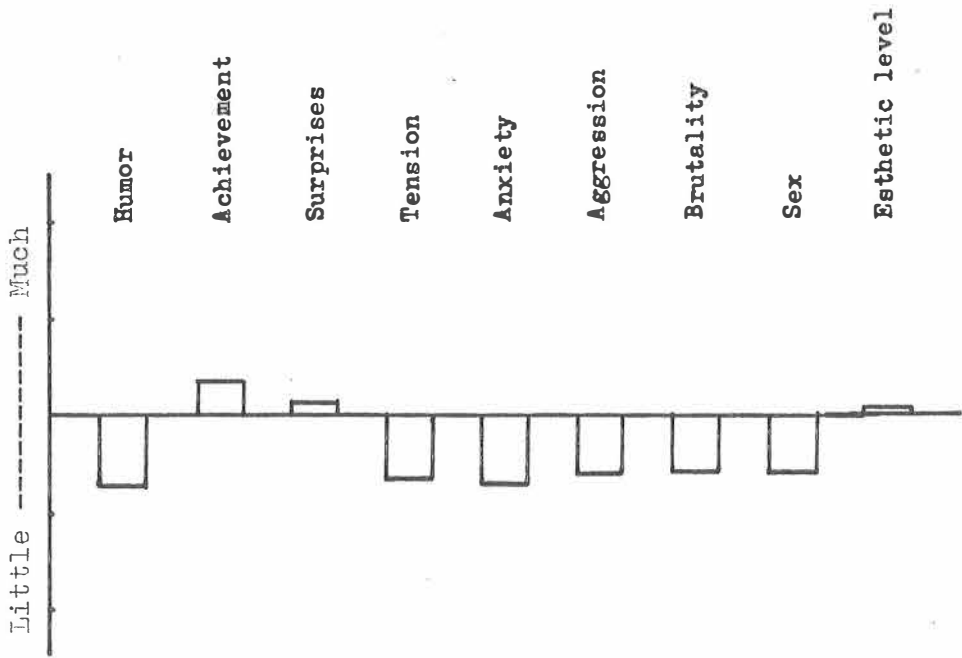 Little ----------- Much
Humor
Achievement
Surprises
Tension
Anxiety
Aggression
Brutality
Sex
Esthetic level